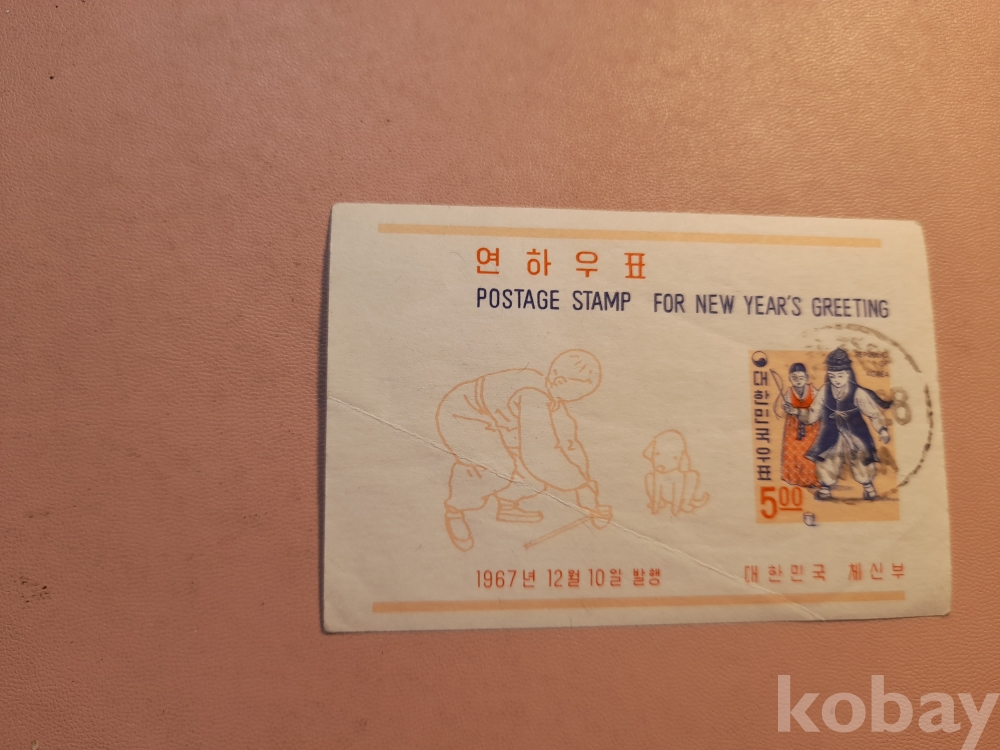 연하우표
POSTAGE STAMP FOR NEW YEAR'S GREETING
대한민국우표
KOREA
8
5.00
1967년 12월 10일 발행
대한민국 체신부
kobay